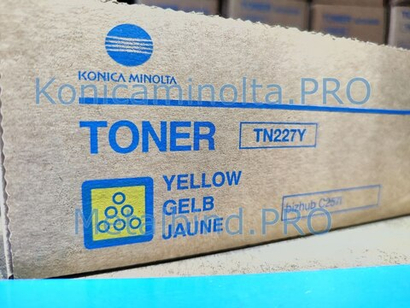 KONICA MINOLTA
Konicaminolta.PRO
TONER TN227Y
YELLOW
GELB
bizhub C257i
JAUNE